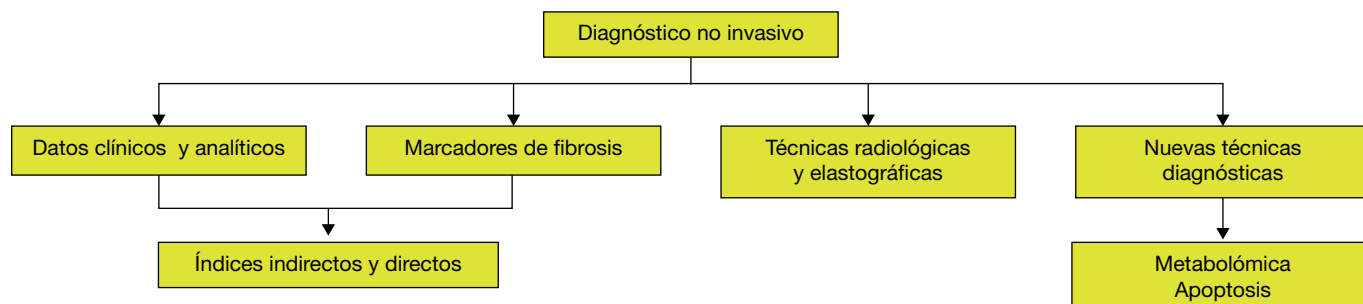 Diagnóstico no invasivo
Datos clínicos y analíticos
Marcadores de fibrosis
Técnicas radiológicas
y elastográficas
Nuevas técnicas
diagnósticas
Índices indirectos y directos
Metabolómica
Apoptosis